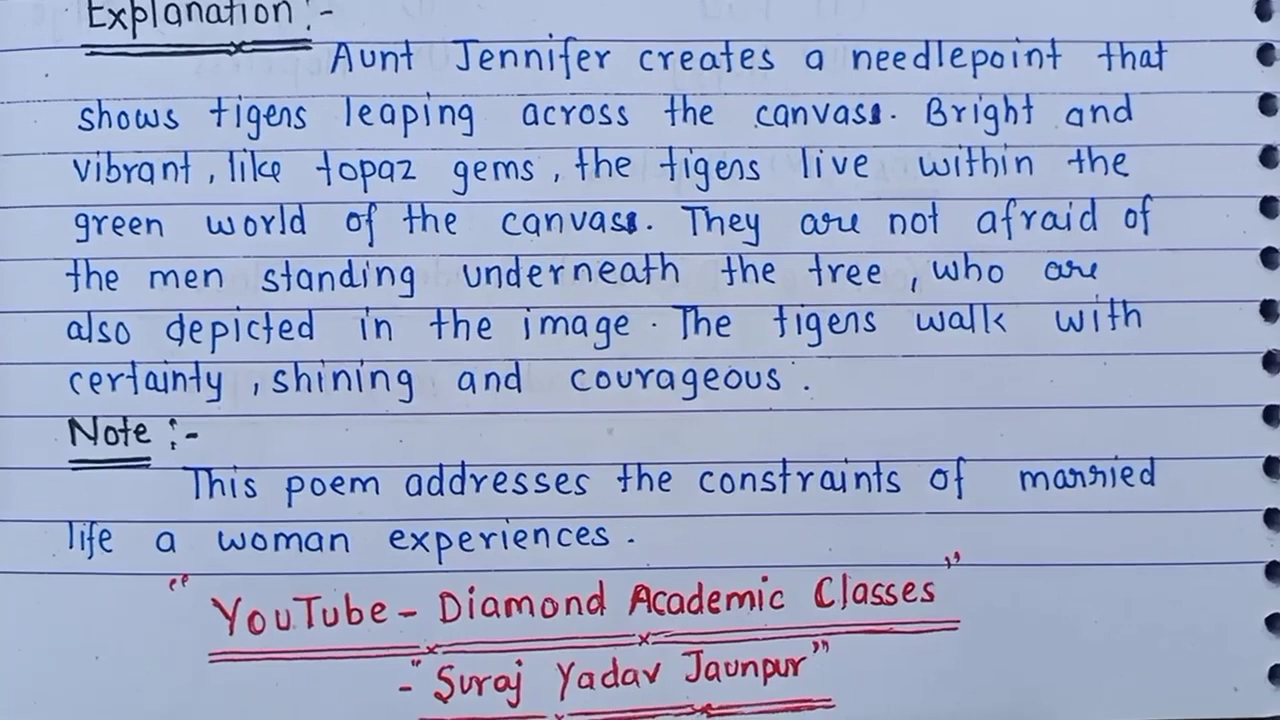 Explanation :-
Aunt Jennifer creates a needlepoint that
shows tigers leaping across the canvas. Bright and
vibrant, like topaz gems, the tigers live within the
green world of the canvas. They are not afraid of
the men standing underneath the tree, who are
also depicted in the image. The tigers walk with
certainty, shining and courageous.
Note :-
This poem addresses the constraints of married
life a woman experiences.
"YouTube - Diamond Academic Classes"
- "Suraj Yadav Jaunpur"